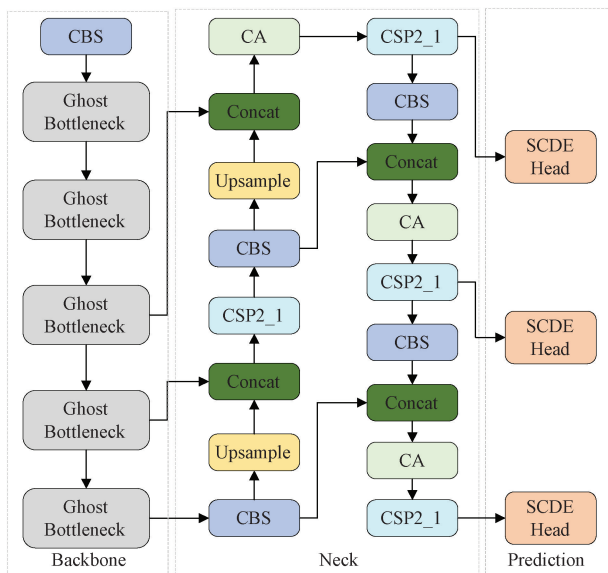 CBS
Ghost
Bottleneck
Ghost
Bottleneck
Ghost
Bottleneck
Ghost
Bottleneck
Ghost
Bottleneck
Backbone
CA
Concat
Upsample
CBS
CSP2_1
Concat
Upsample
CBS
CSP2_1
CBS
Concat
CA
CSP2_1
CBS
Concat
CA
CSP2_1
Neck
SCDE
Head
SCDE
Head
SCDE
Head
Prediction